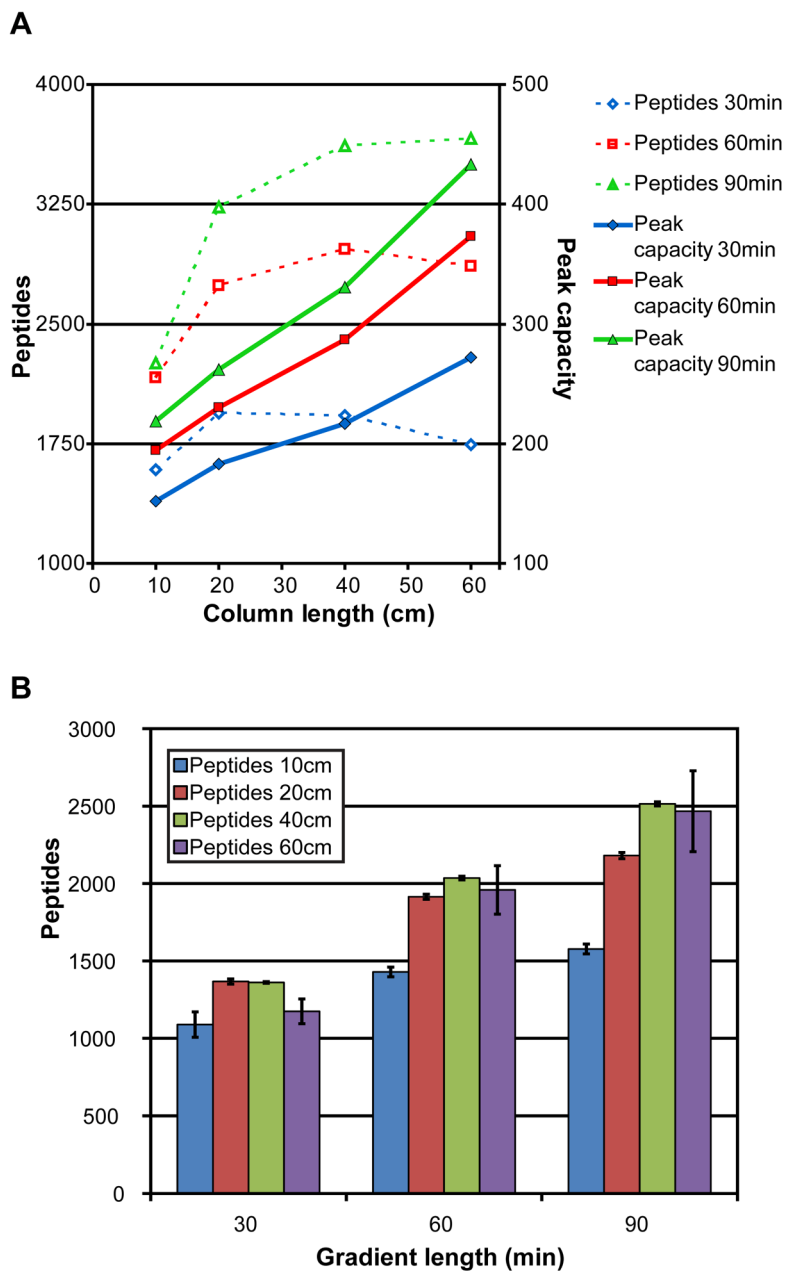 A
4000
3250
2500
1750
1000
Peptides
500
400
300
200
100
Peak capacity
0 10 20 30 40 50 60
Column length (cm)
Peptides 30min
Peptides 60min
Peptides 90min
Peak
capacity 30min
Peak
capacity 60min
Peak
capacity 90min
B
3000
2500
2000
1500
1000
500
0
Peptides
Peptides 10cm
Peptides 20cm
Peptides 40cm
Peptides 60cm
30 60 90
Gradient length (min)